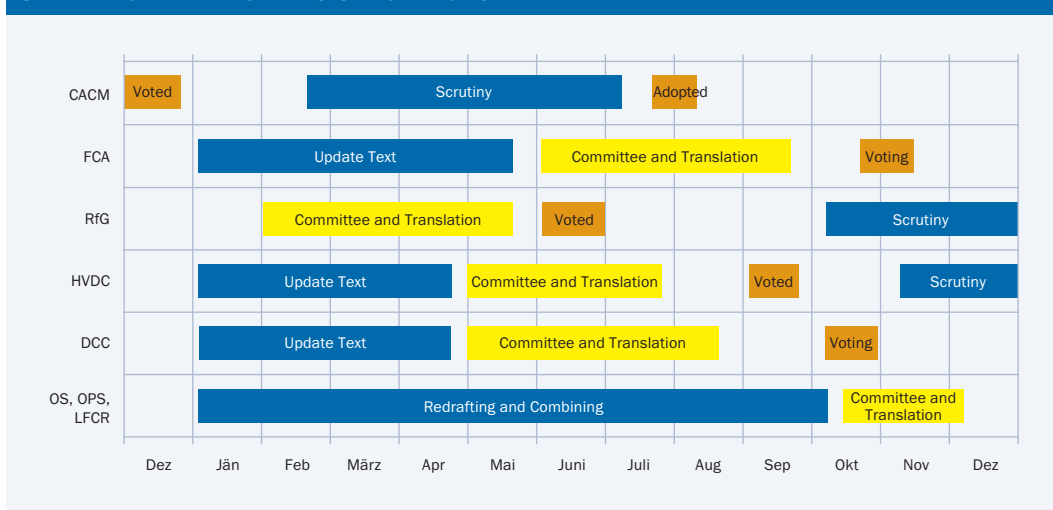 CACM
Voted
Scrutiny
Adopted
FCA
Update Text
Committee and Translation
Voting
RfG
Committee and Translation
Voted
Scrutiny
HVDC
Update Text
Committee and Translation
Voted
Scrutiny
DCC
Update Text
Committee and Translation
Voting
OS, OPS,
LFCR
Redrafting and Combining
Committee and
Translation
Dez
Jän
Feb
März
Apr
Mai
Juni
Juli
Aug
Sep
Okt
Nov
Dez